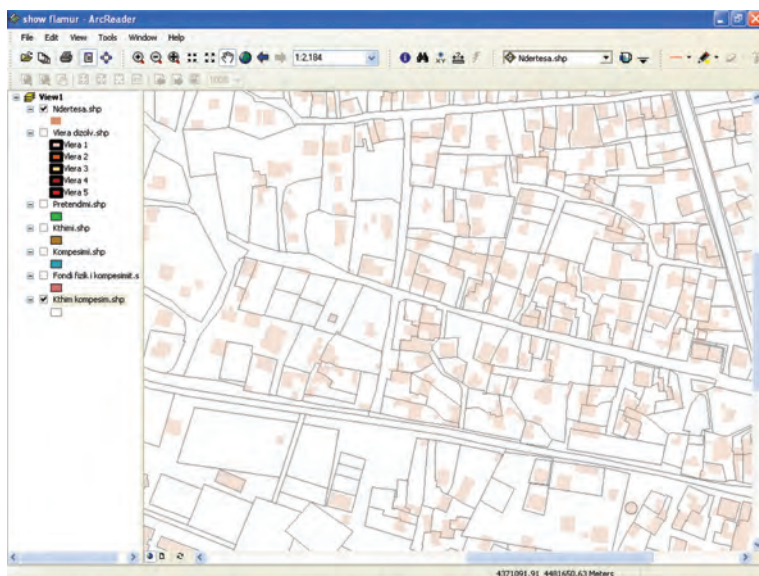 show flamur - ArcReader
File Edit View Tools Window Help
1:2,184
Ndertesa.shp
100%
View1
Ndertesa.shp
Vlera dizolv.shp
Vlera 1
Vlera 2
Vlera 3
Vlera 4
Vlera 5
Pretendimi.shp
Kthimi.shp
Kompesimi.shp
Fondi fizik i kompesimit.s
Kthim kompesim.shp
4371091.91 4481650.63 Meters